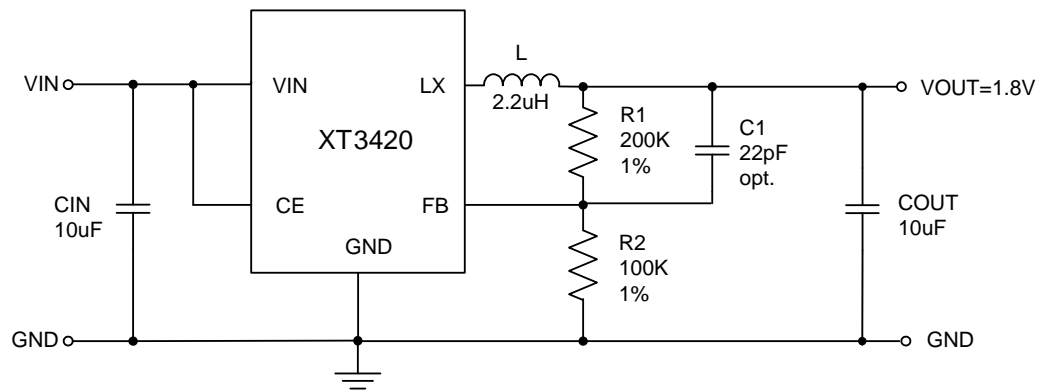 L
VIN
VIN
LX
2.2uH
VOUT=1.8V
R1
200K
1%
C1
22pF
opt.
XT3420
CIN
10uF
CE
FB
COUT
10uF
GND
R2
100K
1%
GND
GND